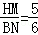 HM/BN = 5/6